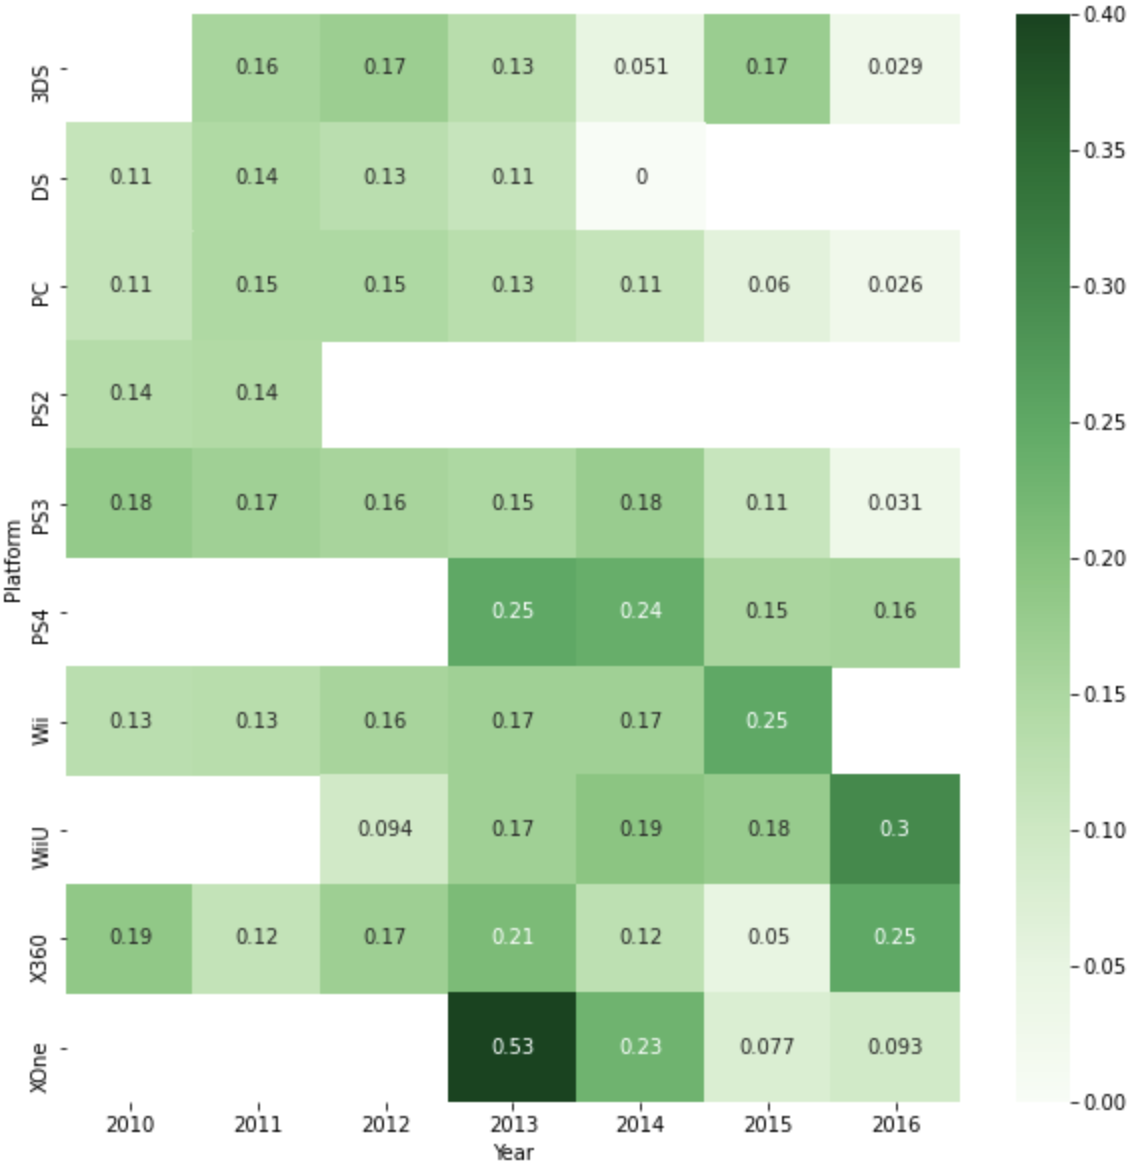 0.40
3DS 0.16 0.17 0.13 0.051 0.17 0.029
0.35
DS 0.11 0.14 0.13 0.11 0
PC 0.11 0.15 0.15 0.13 0.11 0.06 0.026
0.30
PS2 0.14 0.14
0.25
PS3 0.18 0.17 0.16 0.15 0.18 0.11 0.031
Platform
0.20
PS4 0.25 0.24 0.15 0.16
0.15
Wii 0.13 0.13 0.16 0.17 0.17 0.25
WiiU 0.094 0.17 0.19 0.18 0.3
0.10
X360 0.19 0.12 0.17 0.21 0.12 0.05 0.25
0.05
XOne 0.53 0.23 0.077 0.093
0.00
2010 2011 2012 2013 2014 2015 2016
Year